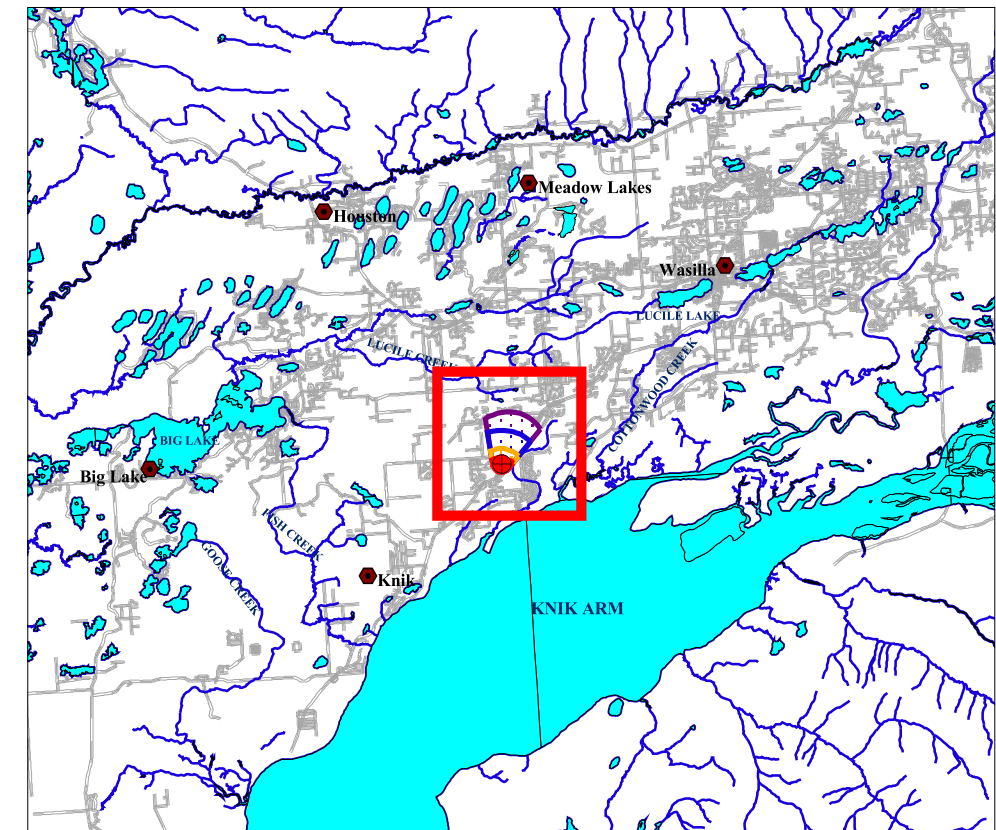 Meadow Lakes
Houston
Wasilla
LUCILE LAKE
LUCILE CREEK
COTTONWOOD CREEK
BIG LAKE
Big Lake
FISH CREEK
GOOSE CREEK
Knik
KNIK ARM